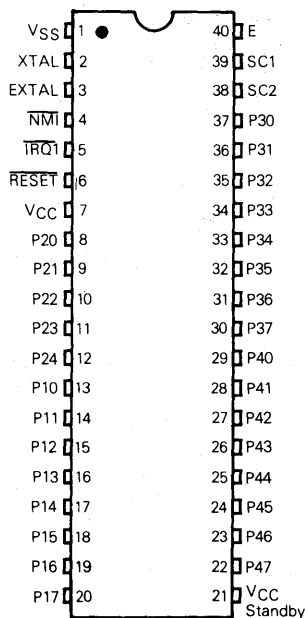 VSS 1 40 E
XTAL 2 39 SC1
EXTAL 3 38 SC2
NMI 4 37 P30
IRQ1 5 36 P31
RESET 6 35 P32
VCC 7 34 P33
P20 8 33 P34
P21 9 32 P35
P22 10 31 P36
P23 11 30 P37
P24 12 29 P40
P10 13 28 P41
P11 14 27 P42
P12 15 26 P43
P13 16 25 P44
P14 17 24 P45
P15 18 23 P46
P16 19 22 P47
P17 20 21 VCC
Standby